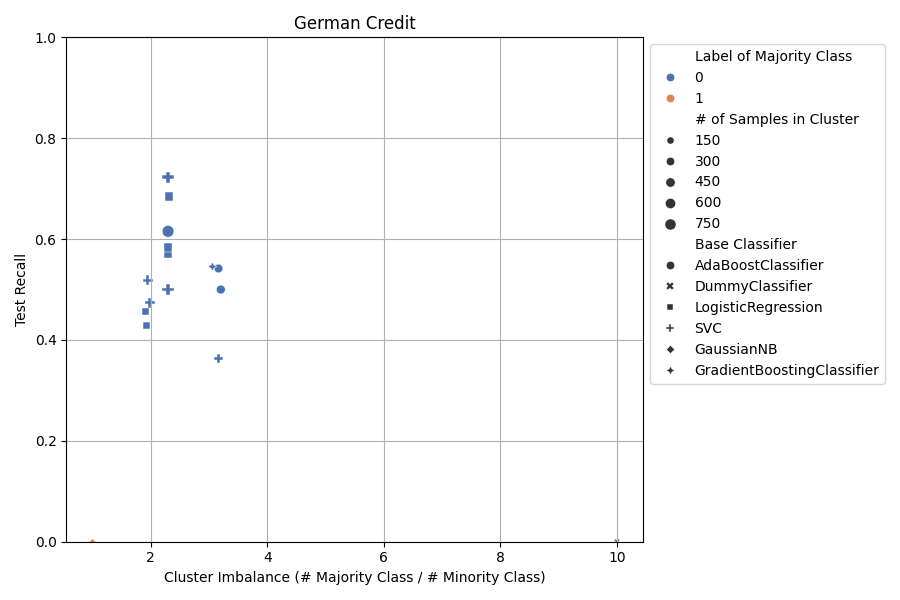 German Credit
1.0
0.8
0.6
0.4
0.2
0.0
Test Recall
2
4
6
8
10
Cluster Imbalance (# Majority Class / # Minority Class)
Label of Majority Class
0
1
# of Samples in Cluster
150
300
450
600
750
Base Classifier
AdaBoostClassifier
DummyClassifier
LogisticRegression
SVC
GaussianNB
GradientBoostingClassifier